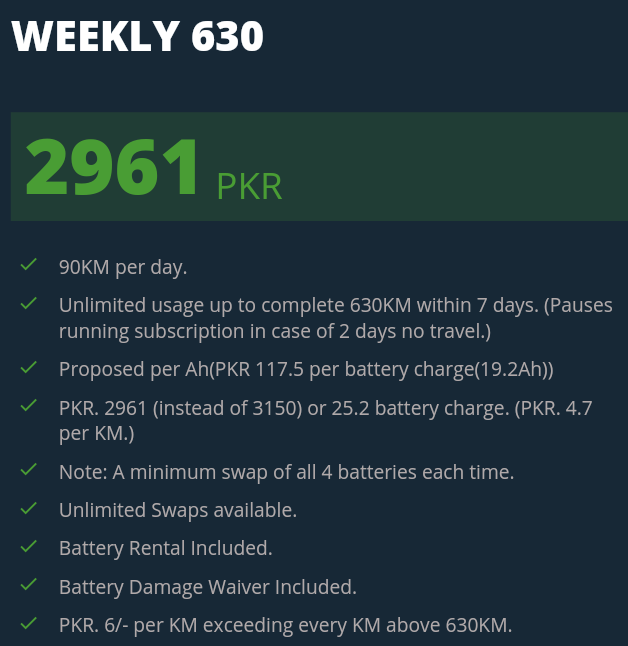 WEEKLY 630
2961 PKR
90KM per day.
Unlimited usage up to complete 630KM within 7 days. (Pauses
running subscription in case of 2 days no travel.)
Proposed per Ah(PKR 117.5 per battery charge(19.2Ah))
PKR. 2961 (instead of 3150) or 25.2 battery charge. (PKR. 4.7
per KM.)
Note: A minimum swap of all 4 batteries each time.
Unlimited Swaps available.
Battery Rental Included.
Battery Damage Waiver Included.
PKR. 6/- per KM exceeding every KM above 630KM.